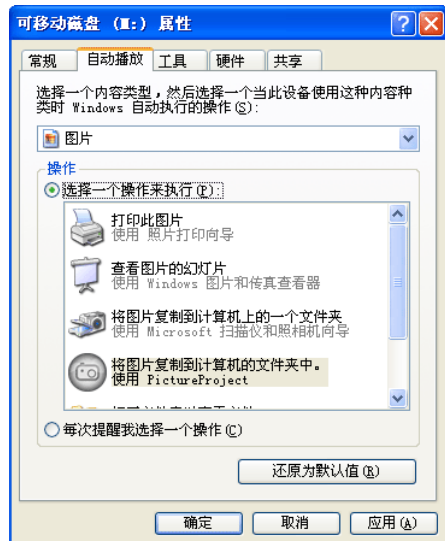 可移动磁盘 (M:) 属性
常规
自动播放
工具
硬件
共享
选择一个内容类型，然后选择一个当此设备使用这种内容种
类时 Windows 自动执行的操作(S):
图片
操作
选择一个操作来执行(P):
打印此图片
使用 照片打印向导
查看图片的幻灯片
使用 Windows 图片和传真查看器
将图片复制到计算机上的一个文件夹
使用 Microsoft 扫描仪和照相机向导
将图片复制到计算机的文件夹中。
使用 PictureProject
每次提醒我选择一个操作(C)
还原为默认值(R)
确定
取消
应用(A)